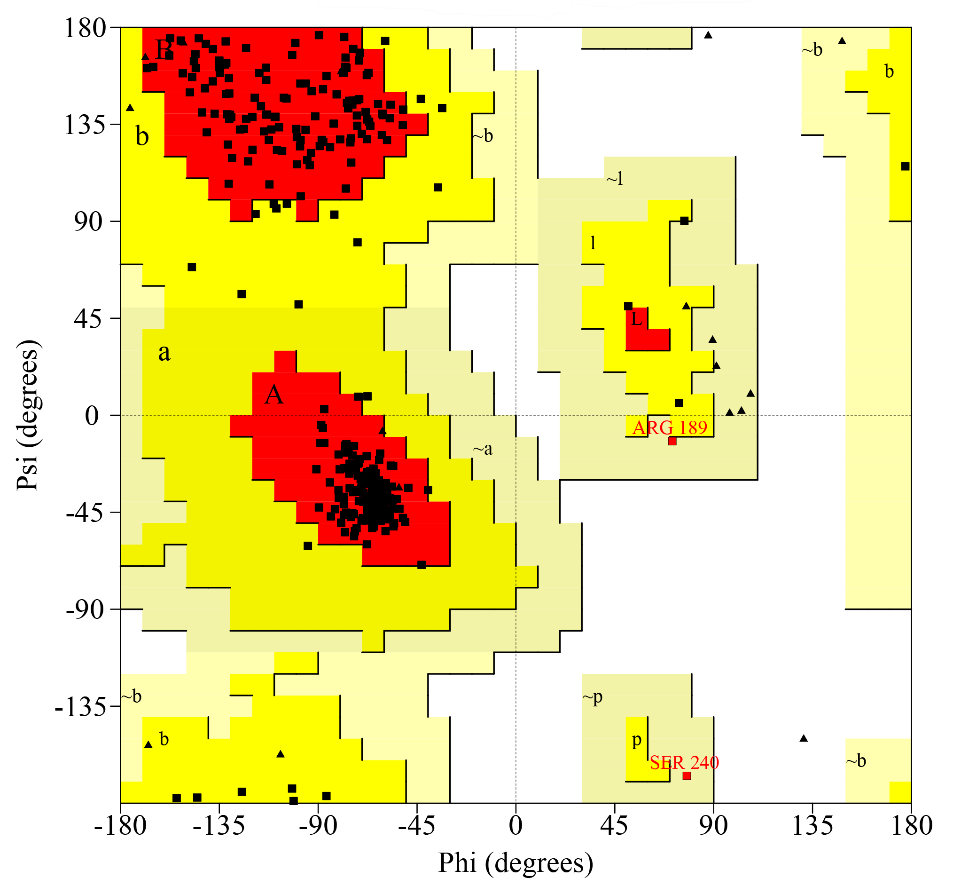 180
B
~b
b
135
b
~b
~l
90
l
45
L
a
A
0
ARG 189
~a
-45
-90
-135
~b
~p
b
p
SER 240
~b
-180
-135
-90
-45
0
45
90
135
180
Psi (degrees)
Phi (degrees)